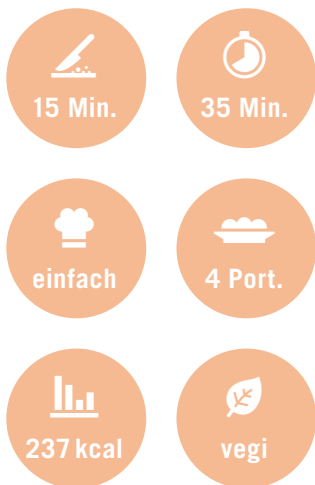 15 Min.
35 Min.
einfach
4 Port.
237 kcal
vegi